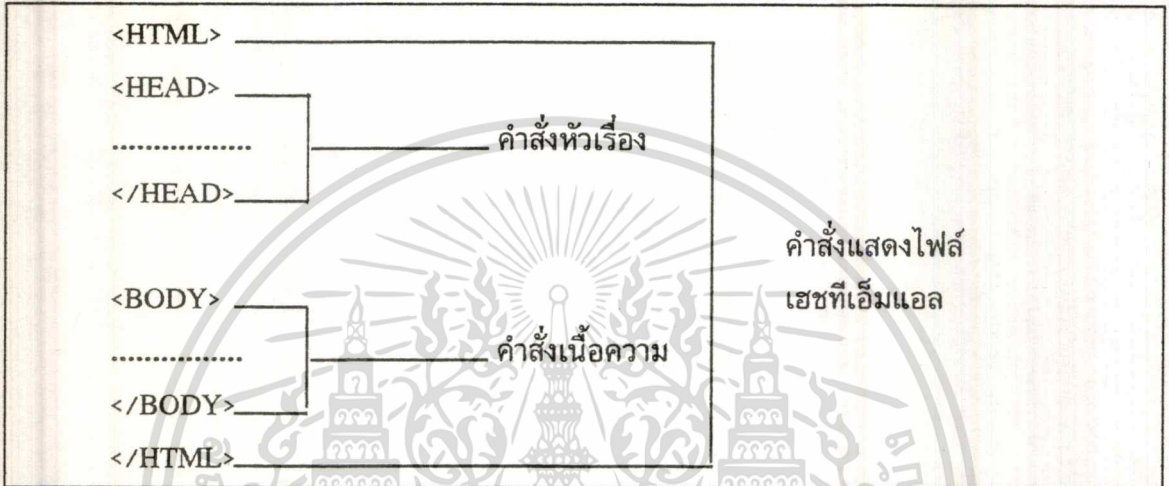 <HTML>
<HEAD>
................ คำสั่งหัวเรื่อง
</HEAD>
คำสั่งแสดงไฟล์
<BODY> เฮชทีเอ็มแอล
................ คำสั่งเนื้อความ
</BODY>
</HTML>